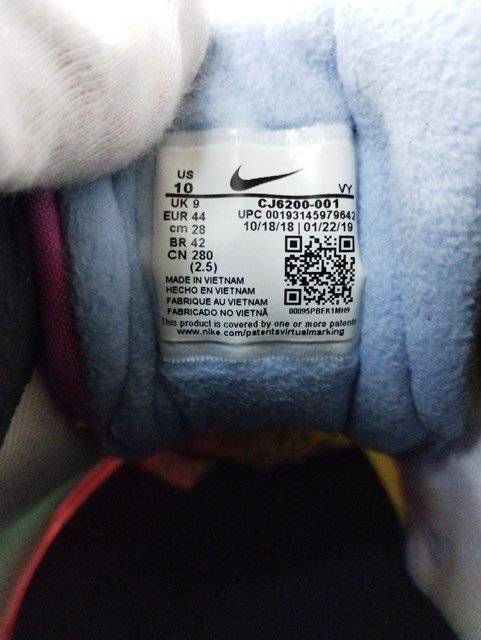 US
10
VY
UK 9
CJ6200-001
EUR 44
UPC 00193145979642
cm 28
10/18/18 | 01/22/19
BR 42
CN 280
(2.5)
MADE IN VIETNAM
HECHO EN VIETNAM
FABRIQUE AU VIETNAM
FABRICADO NO VIETNÃ
00095PBEK1MH9
This product is covered by one or more patents
www.nike.com/patentsvirtualmarking